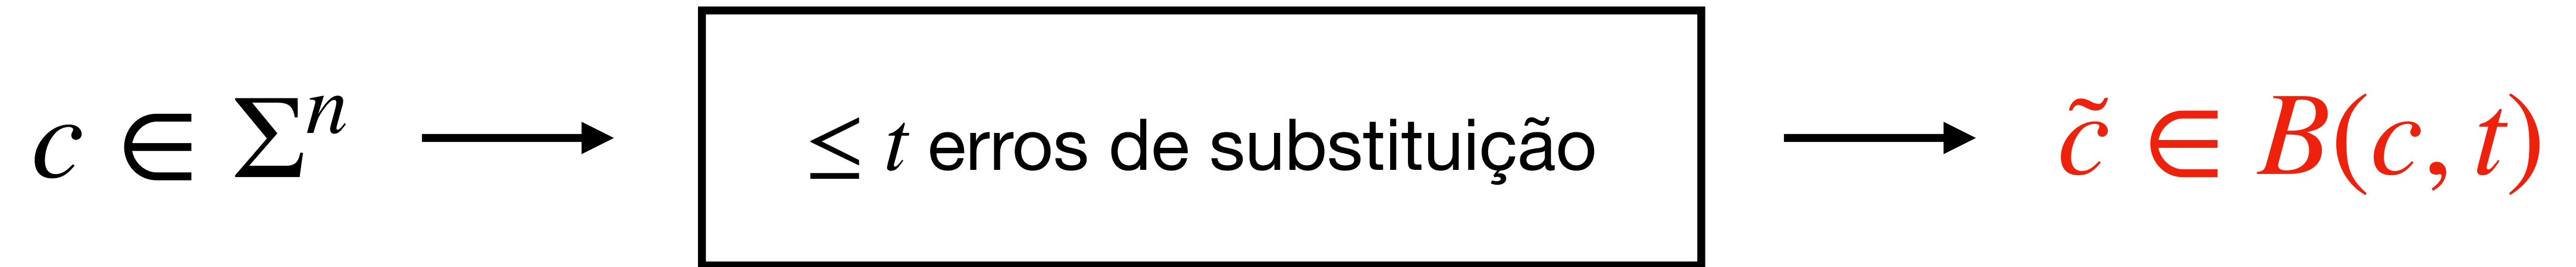 c ∈ Σⁿ ⟶ ≤ t erros de substituição ⟶ c̃ ∈ B(c, t)